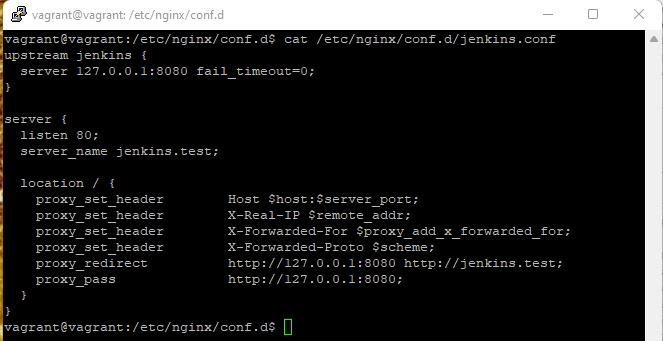 vagrant@vagrant: /etc/nginx/conf.d
vagrant@vagrant:/etc/nginx/conf.d$ cat /etc/nginx/conf.d/jenkins.conf
upstream jenkins {
  server 127.0.0.1:8080 fail_timeout=0;
}

server {
  listen 80;
  server_name jenkins.test;

  location / {
    proxy_set_header        Host $host:$server_port;
    proxy_set_header        X-Real-IP $remote_addr;
    proxy_set_header        X-Forwarded-For $proxy_add_x_forwarded_for;
    proxy_set_header        X-Forwarded-Proto $scheme;
    proxy_redirect          http://127.0.0.1:8080 http://jenkins.test;
    proxy_pass              http://127.0.0.1:8080;
  }
}
vagrant@vagrant:/etc/nginx/conf.d$